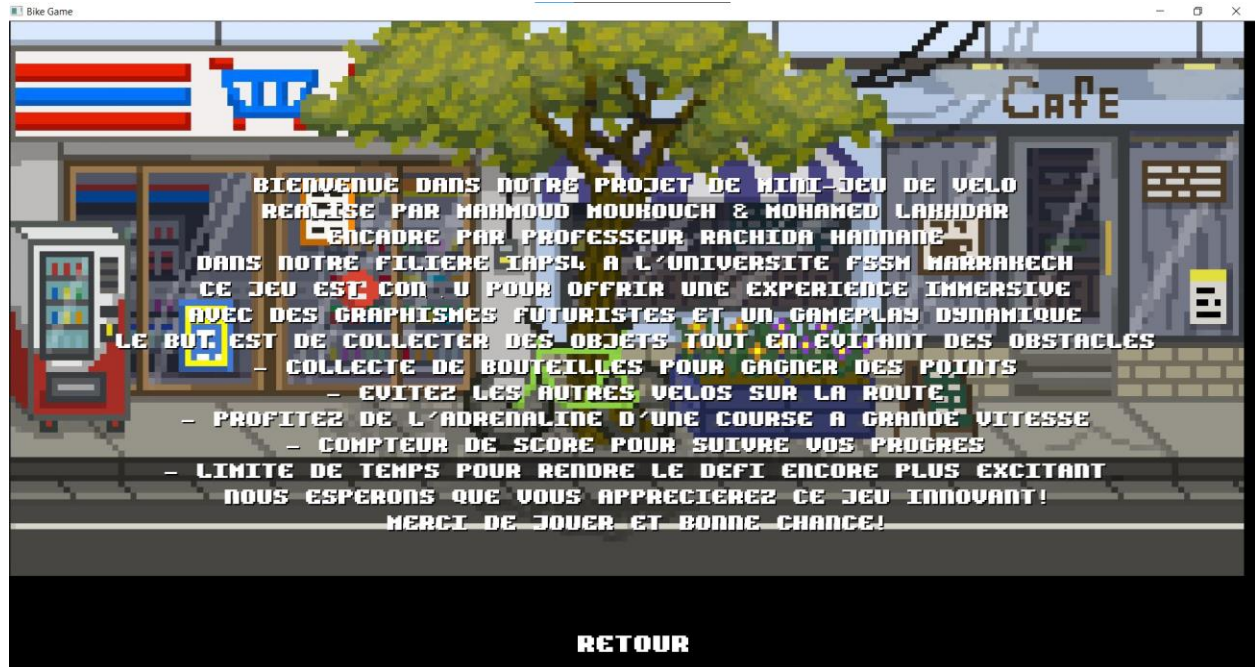 Bike Game
Cafe
BIENVENUE DANS NOTRE PROJET DE MINI-JEU DE VELO
REALISE PAR MAHMOUD MOUKOUCH & MOHAMED LAKHDAR
ENCADRE PAR PROFESSEUR RACHIDA HANNANE
DANS NOTRE FILIERE IAPS4 A L'UNIVERSITE FSSM MARRAKECH
CE JEU EST CON U POUR OFFRIR UNE EXPERIENCE IMMERSIVE
AVEC DES GRAPHISMES FUTURISTES ET UN GAMEPLAY DYNAMIQUE
LE BUT EST DE COLLECTER DES OBJETS TOUT EN EVITANT DES OBSTACLES
- COLLECTE DE BOUTEILLES POUR GAGNER DES POINTS
- EVITEZ LES AUTRES VELOS SUR LA ROUTE
- PROFITEZ DE L'ADRENALINE D'UNE COURSE A GRANDE VITESSE
- COMPTEUR DE SCORE POUR SUIVRE VOS PROGRES
- LIMITE DE TEMPS POUR RENDRE LE DEFI ENCORE PLUS EXCITANT
NOUS ESPERONS QUE VOUS APPRECIEREZ CE JEU INNOVANT!
MERCI DE JOUER ET BONNE CHANCE!
RETOUR